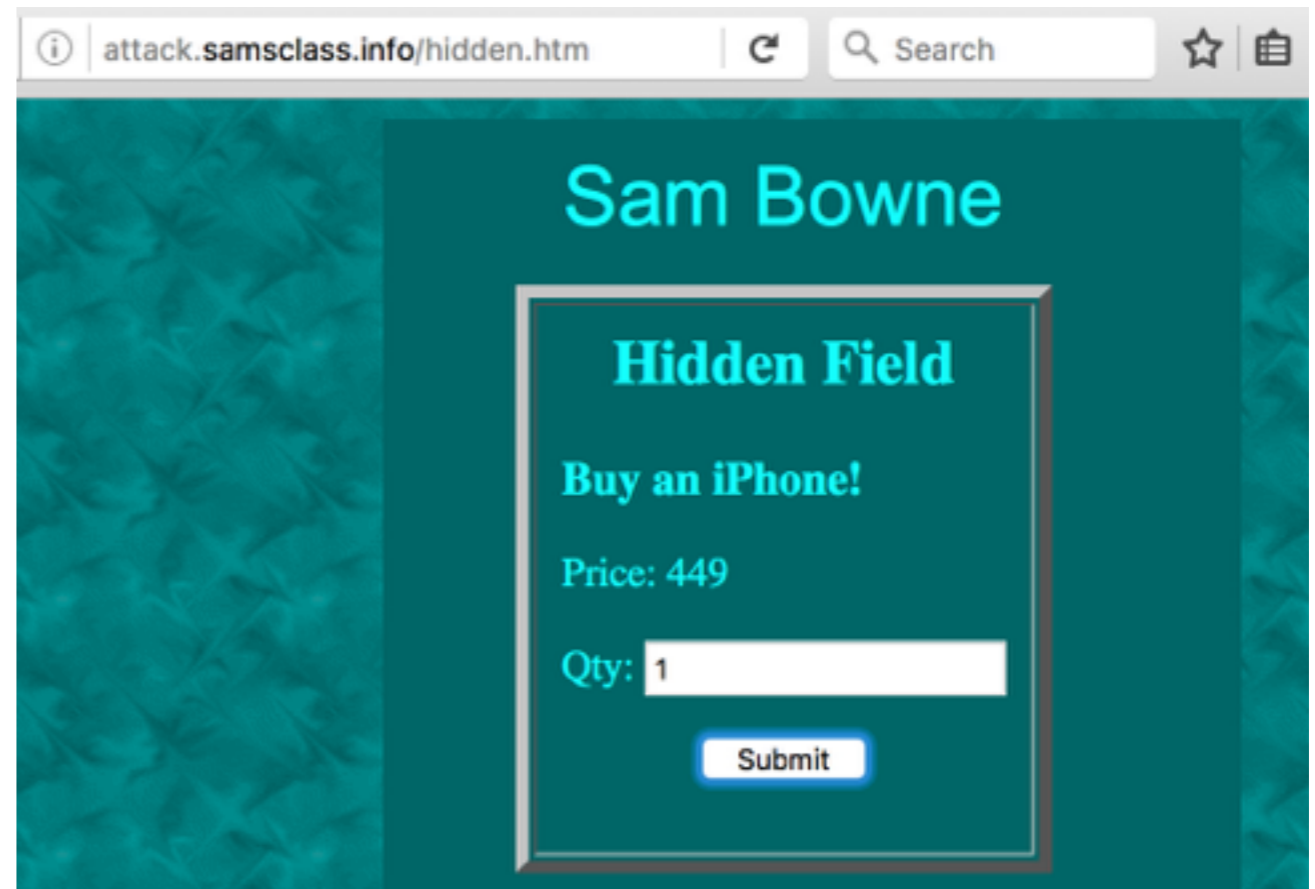 attack.samsclass.info/hidden.htm
Search
Sam Bowne
Hidden Field
Buy an iPhone!
Price: 449
Qty: 1
Submit